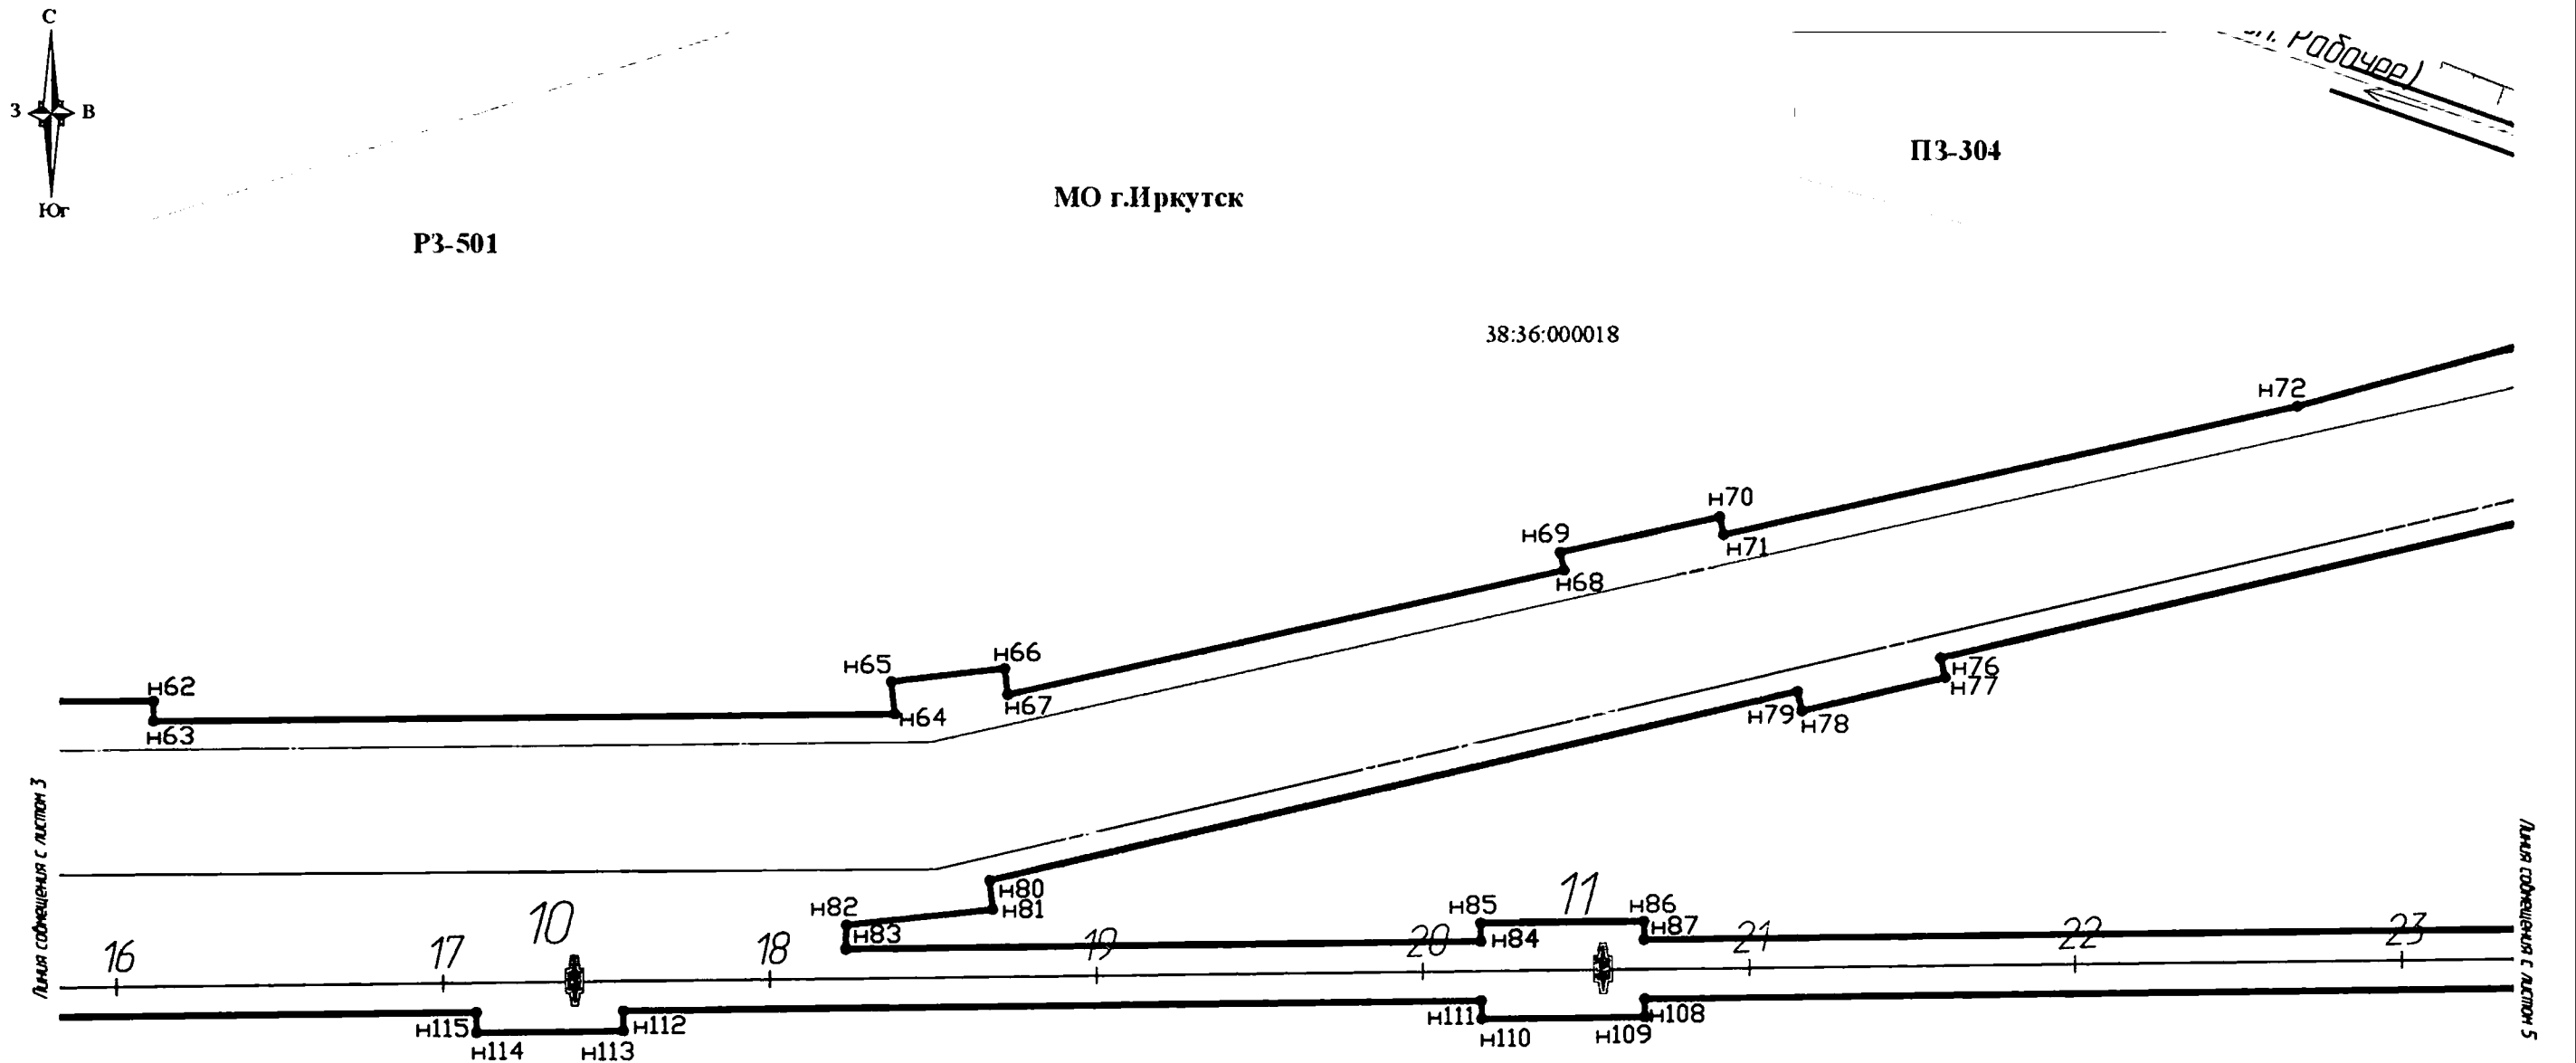 С
З
В
Юг
Рабочее)
ПЗ-304
МО г.Иркутск
РЗ-501
38:36:000018
н72
н70
н69
н71
н68
н66
н65
н76
н77
н62
н67
н64
н79
н78
н63
Линия совмещения с листом 3
Линия совмещения с листом 5
н80
н81
11
10
н82
н85
н86
н83
н84
н87
16
17
18
19
20
21
22
23
н115
н112
н111
н108
н114
н113
н110
н109